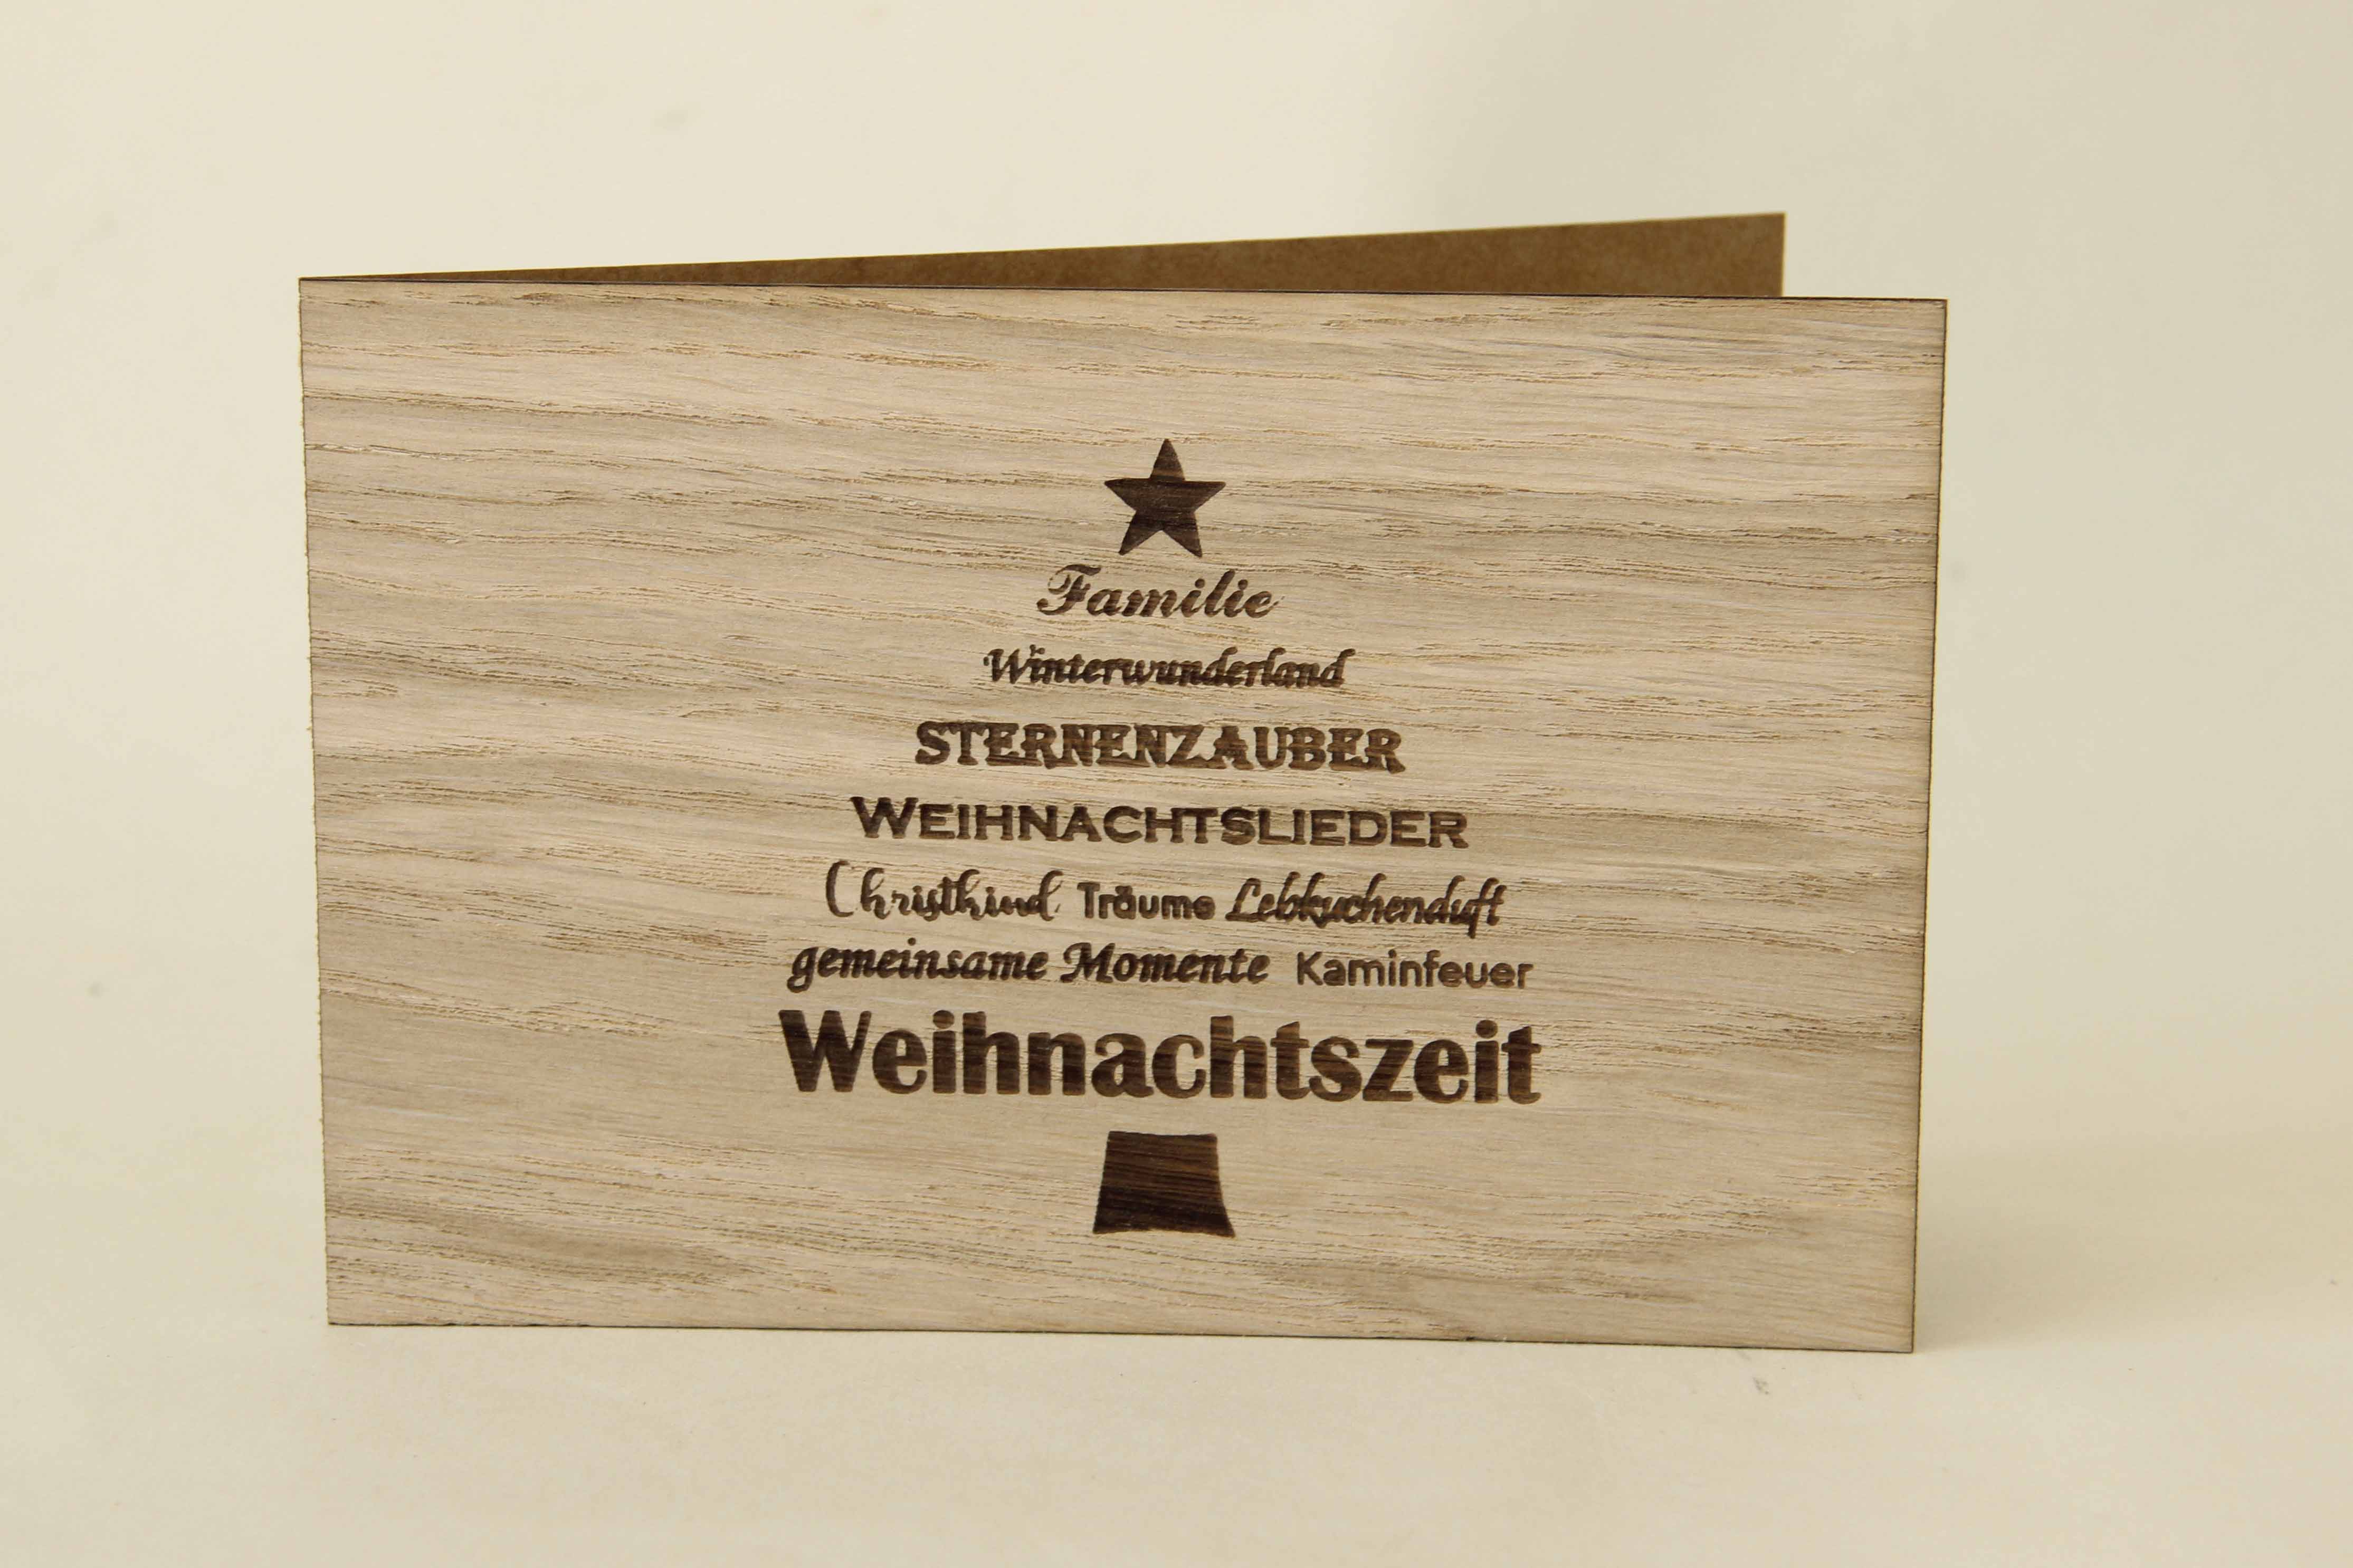 Familie
Winterwunderland
STERNENZAUBER
WEIHNACHTSLIEDER
Christkind Träume Lebkuchenduft
gemeinsame Momente Kaminfeuer
Weihnachtszeit